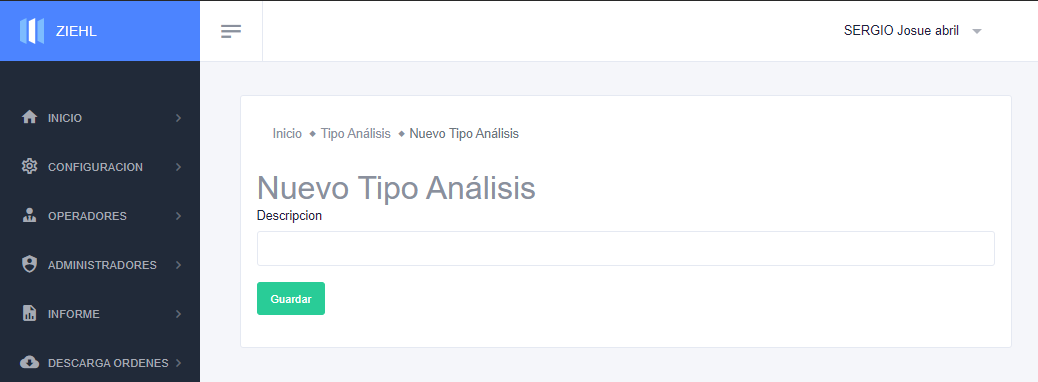 ZIEHL
SERGIO Josue abril
INICIO
CONFIGURACION
OPERADORES
ADMINISTRADORES
INFORME
DESCARGA ORDENES
Inicio ◆ Tipo Análisis ◆ Nuevo Tipo Análisis
Nuevo Tipo Análisis
Descripcion
Guardar